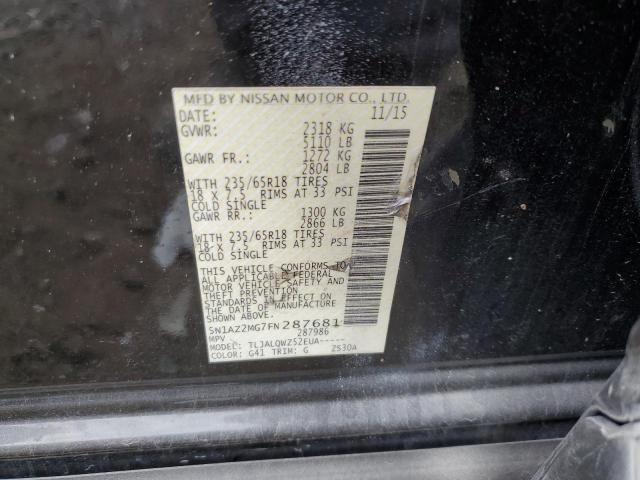 MFD BY NISSAN MOTOR CO., LTD.
DATE: 11/15
GVWR: 2318 KG
5110 LB
GAWR FR.: 1272 KG
2804 LB
WITH 235/65R18 TIRES
18 X 7.5 RIMS AT 33 PSI
COLD SINGLE
GAWR RR.: 1300 KG
2866 LB
WITH 235/65R18 TIRES
18 X 7.5 RIMS AT 33 PSI
COLD SINGLE
THIS VEHICLE CONFORMS TO
ALL APPLICABLE FEDERAL
MOTOR VEHICLE SAFETY AND
THEFT PREVENTION
STANDARDS IN EFFECT ON
THE DATE OF MANUFACTURE
SHOWN ABOVE.
5N1AZ2MG7FN287681
MPV 287986
MODEL: TLJALQWZ52EUA-----
COLOR: G41 TRIM: G ZS30A